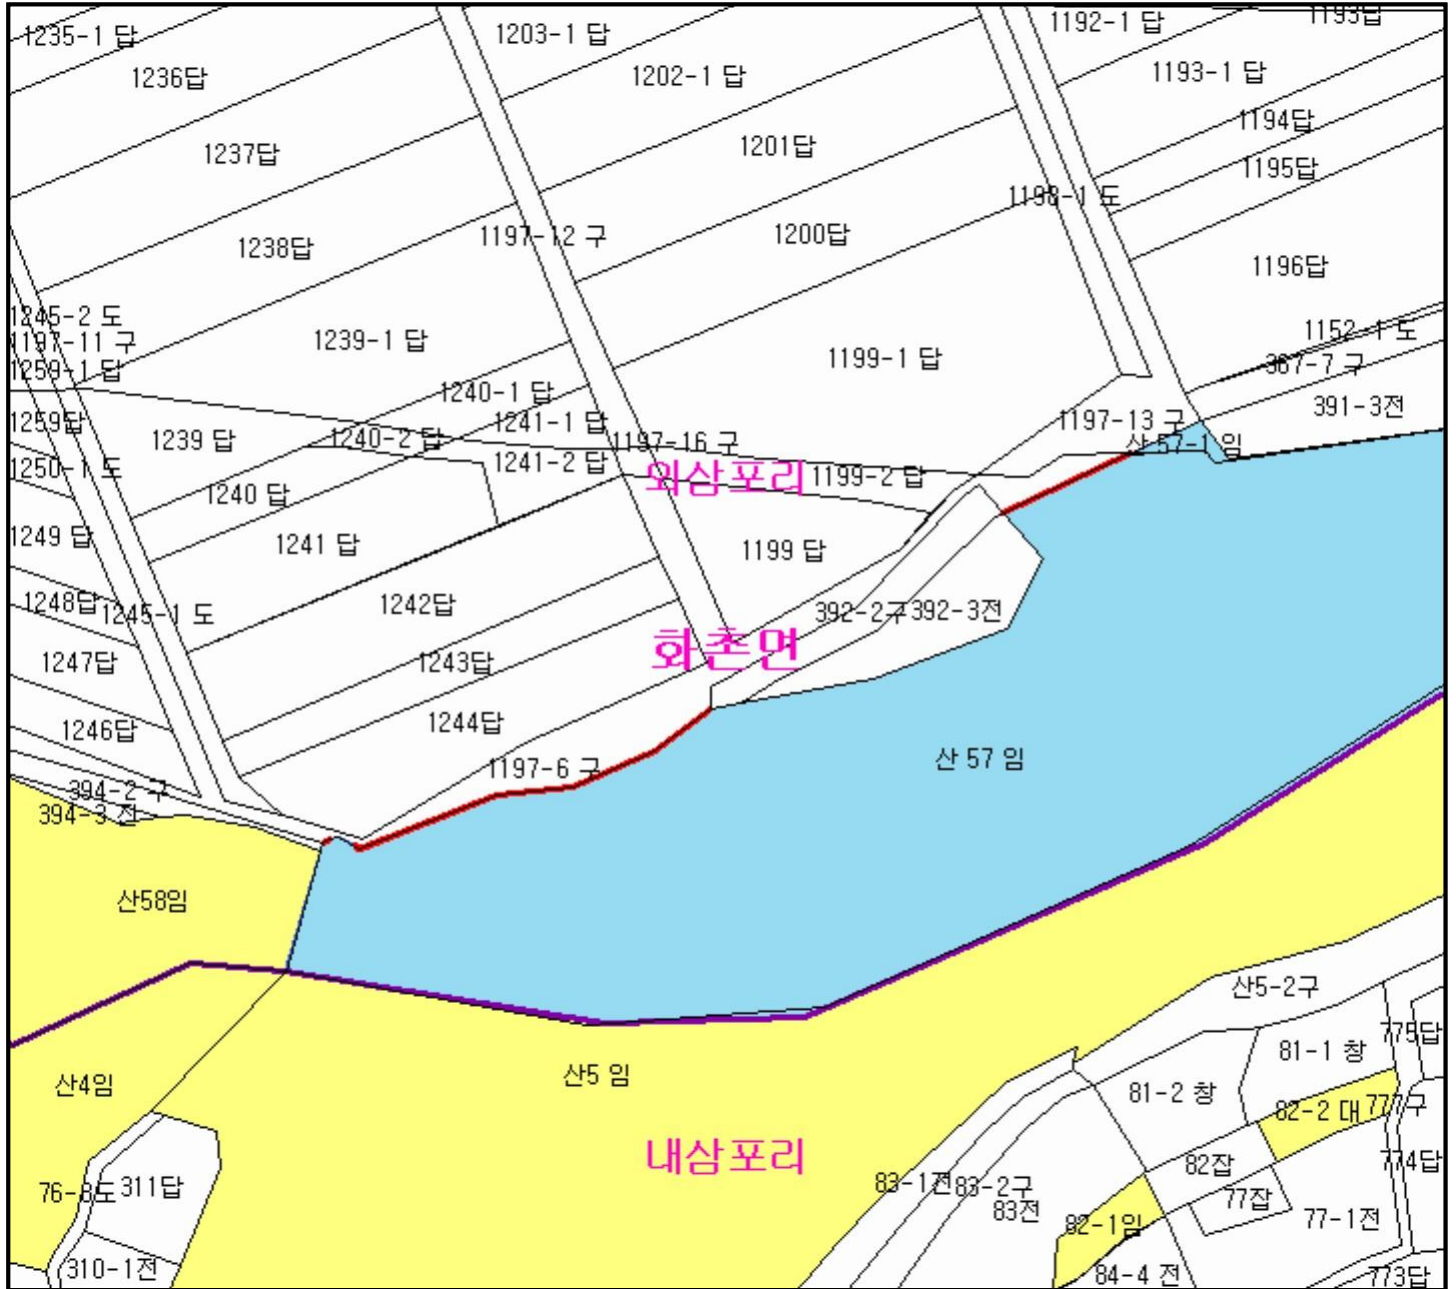 1235-1 답
1203-1 답
1192-1 답
1193답
1236답
1202-1 답
1193-1 답
1194답
1237답
1201답
1195답
1198-1 도
1238답
1197-12 구
1200답
1196답
1245-2 도
1197-11 구
1239-1 답
1199-1 답
1152-1 도
1259-1 답
387-7 구
1240-1 답
391-3전
1259답
1239 답
1240-2 답
1241-1 답
1197-16 구
1197-13 구
산 57-1 임
1250-1 도
1241-2 답
외삼포리
1199-2 답
1240 답
1249 답
1241 답
1199 답
1248답
1245-1 도
1242답
392-2구
392-3전
화촌면
1247답
1243답
1246답
1244답
산 57 임
1197-6 구
394-2 구
394-3 전
산58임
산5-2구
775답
81-1 창
산4임
산5 임
81-2 창
82-2 대
777구
내삼포리
82잡
774답
76-8도
311답
83-1전
83-2구
77잡
83전
82-1임
77-1전
310-1전
84-4 전
773답